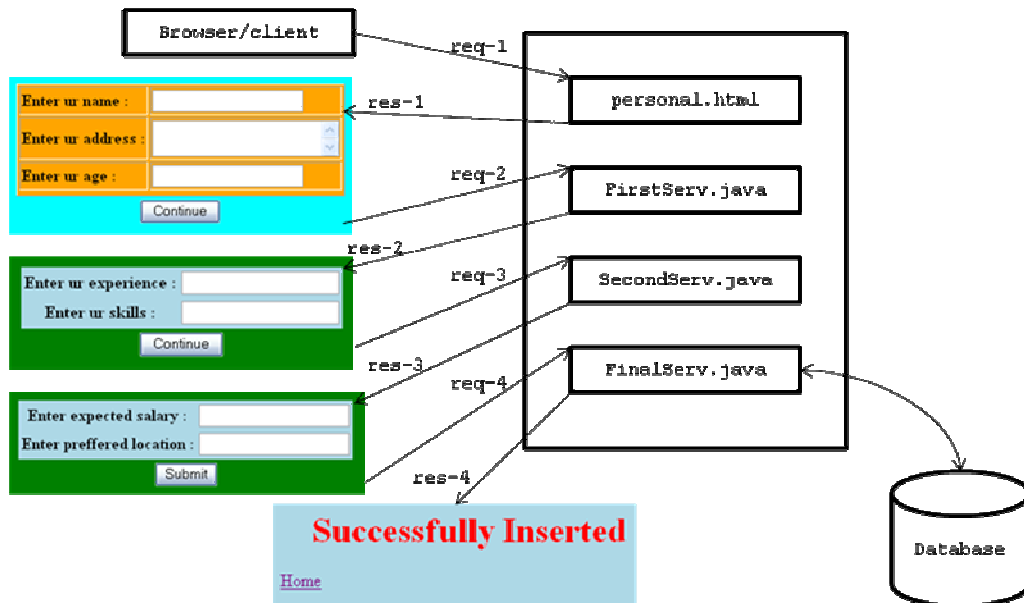 Browser/client
req-1
personal.html
Enter ur name :
res-1
Enter ur address :
Enter ur age :
Continue
req-2
FirstServ.java
res-2
Enter ur experience :
Enter ur skills :
Continue
req-3
SecondServ.java
res-3
Enter expected salary :
Enter preffered location :
Submit
req-4
FinalServ.java
res-4
Successfully Inserted
Home
Database